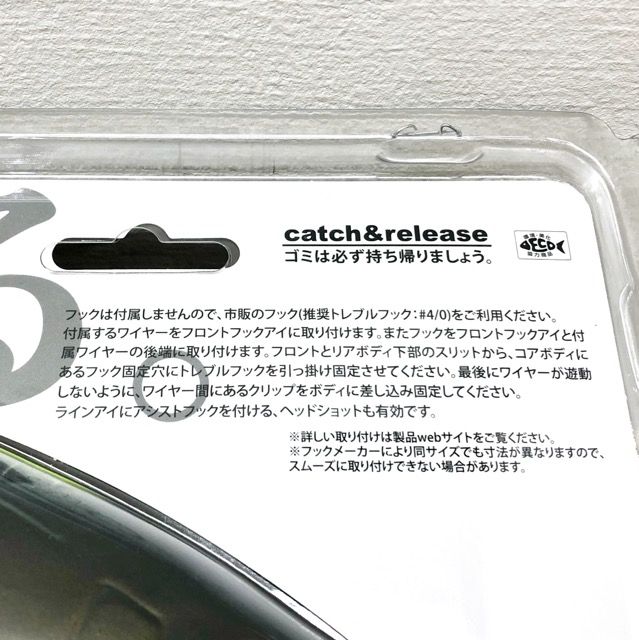 catch&release
ゴミは必ず持ち帰りましょう。
環境・美化
ECO
協力商品
る
フックは付属しませんので、市販のフック(推奨トレブルフック:#4/0)をご利用ください。
付属するワイヤーをフロントフックアイに取り付けます。またフックをフロントフックアイと付
属ワイヤーの後端に取り付けます。フロントとリアボディ下部のスリットから、コアボディに
あるフック固定穴にトレブルフックを引っ掛け固定させてください。最後にワイヤーが遊動
しないように、ワイヤー間にあるクリップをボディに差し込み固定してください。
ラインアイにアシストフックを付ける、ヘッドショットも有効です。
※詳しい取り付けは製品webサイトをご覧ください。
※フックメーカーにより同サイズでも寸法が異なりますので、
スムーズに取り付けできない場合があります。